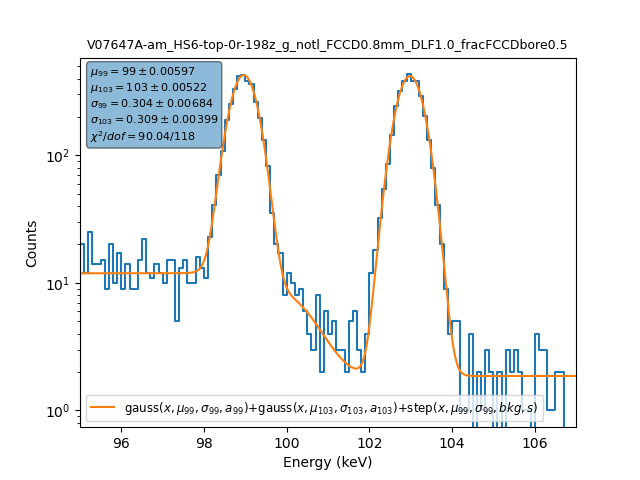 V07647A-am_HS6-top-0r-198z_g_notl_FCCD0.8mm_DLF1.0_fracFCCDbore0.5
μ₉₉ = 99 ± 0.00597
μ₁₀₃ = 103 ± 0.00522
σ₉₉ = 0.304 ± 0.00684
σ₁₀₃ = 0.309 ± 0.00399
χ²/dof = 90.04/118
Counts
10²
10¹
10⁰
gauss(x, μ₉₉, σ₉₉, a₉₉)+gauss(x, μ₁₀₃, σ₁₀₃, a₁₀₃)+step(x, μ₉₉, σ₉₉, bkg, s)
96 98 100 102 104 106
Energy (keV)